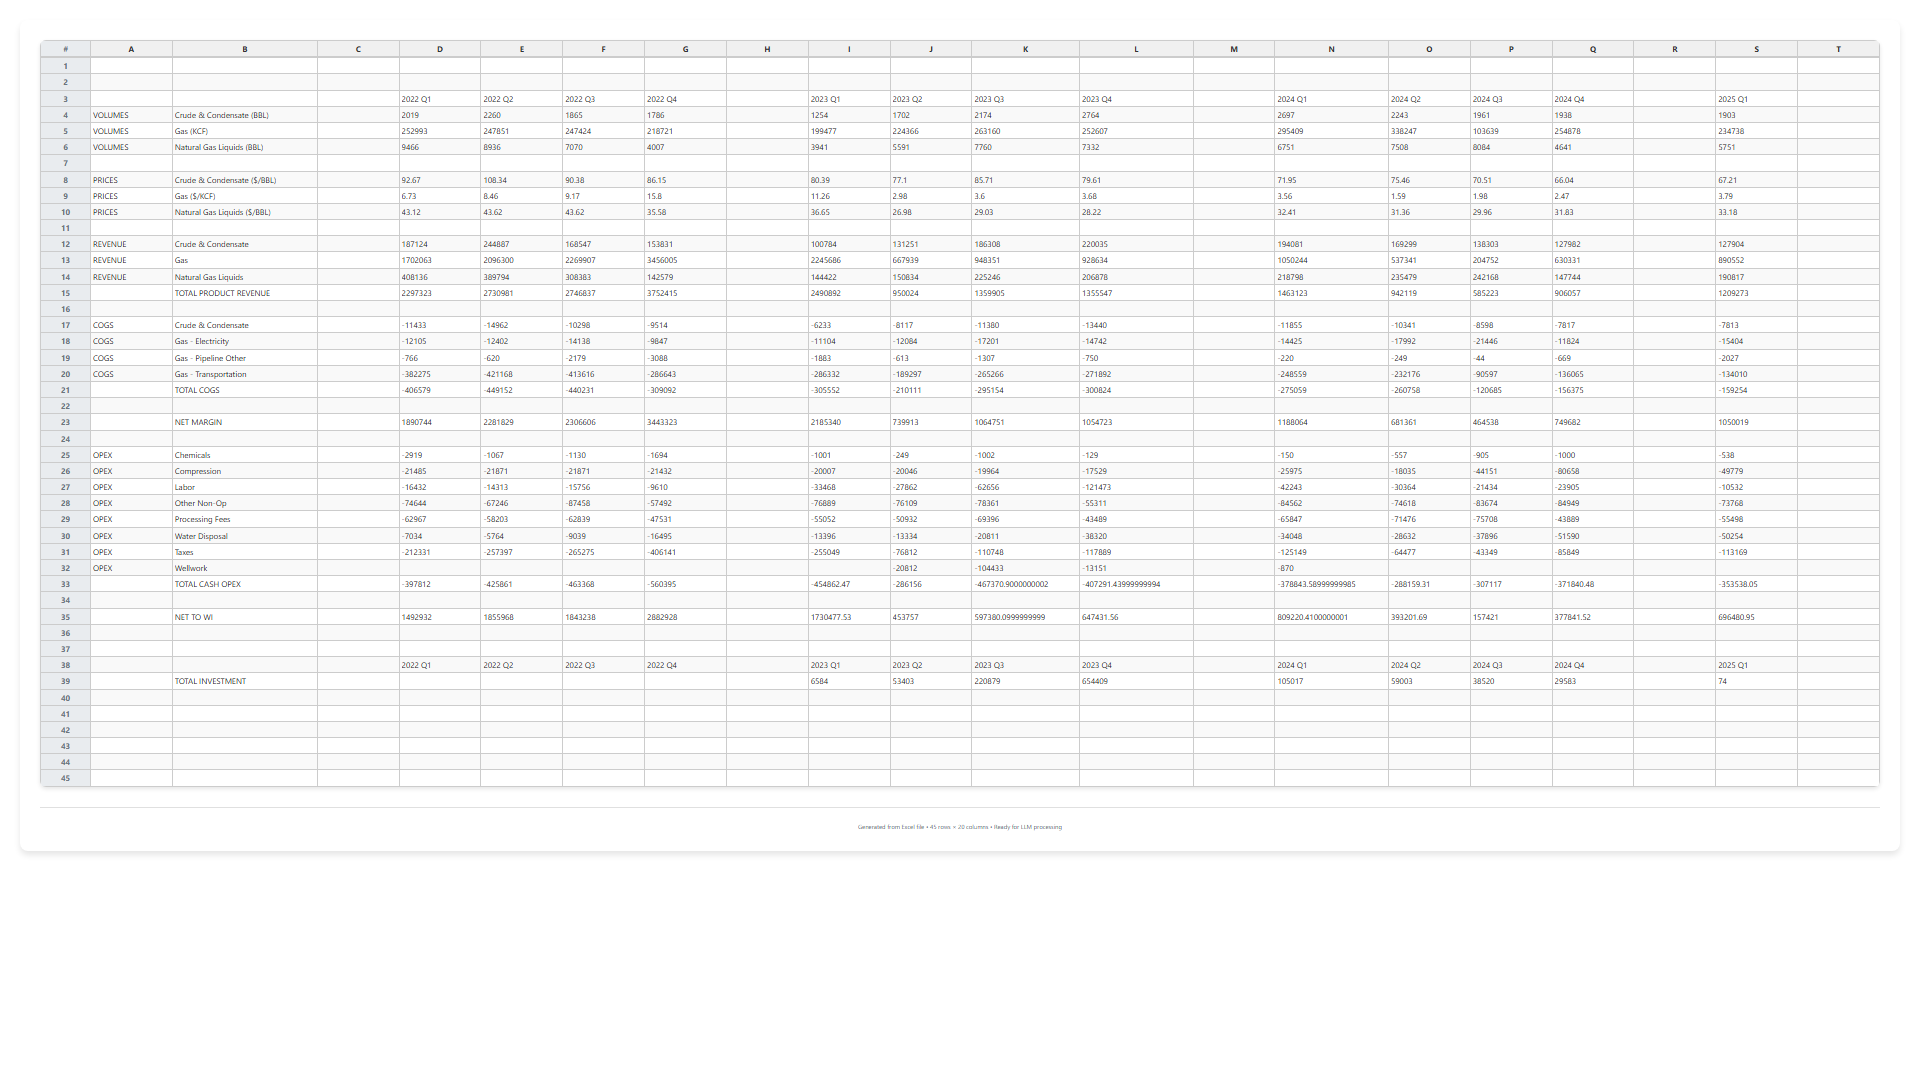 # A B C D E F G H I J K L M N O P Q R S T
1
2
3 2022 Q1 2022 Q2 2022 Q3 2022 Q4 2023 Q1 2023 Q2 2023 Q3 2023 Q4 2024 Q1 2024 Q2 2024 Q3 2024 Q4 2025 Q1
4 VOLUMES Crude & Condensate (BBL) 2019 2260 1865 1786 1254 1702 2174 2764 2697 2243 1961 1938 1903
5 VOLUMES Gas (KCF) 252993 247851 247424 218721 199477 224366 263160 252607 295409 338247 103639 254878 234738
6 VOLUMES Natural Gas Liquids (BBL) 9466 8936 7070 4007 3941 5591 7760 7332 6751 7508 8084 4641 5751
7
8 PRICES Crude & Condensate ($/BBL) 92.67 108.34 90.38 86.15 80.39 77.1 85.71 79.61 71.95 75.46 70.51 66.04 67.21
9 PRICES Gas ($/KCF) 6.73 8.46 9.17 15.8 11.26 2.98 3.6 3.68 3.56 1.59 1.98 2.47 3.79
10 PRICES Natural Gas Liquids ($/BBL) 43.12 43.62 43.62 35.58 36.65 26.98 29.03 28.22 32.41 31.36 29.96 31.83 33.18
11
12 REVENUE Crude & Condensate 187124 244887 168547 153831 100784 131251 186308 220035 194081 169299 138303 127982 127904
13 REVENUE Gas 1702063 2096300 2269907 3456005 2245686 667939 948351 928634 1050244 537341 204752 630331 890552
14 REVENUE Natural Gas Liquids 408136 389794 308383 142579 144422 150834 225246 206878 218798 235479 242168 147744 190817
15 TOTAL PRODUCT REVENUE 2297323 2730981 2746837 3752415 2490892 950024 1359905 1355547 1463123 942119 585223 906057 1209273
16
17 COGS Crude & Condensate -11433 -14962 -10298 -9514 -6233 -8117 -11380 -13440 -11855 -10341 -8598 -7817 -7813
18 COGS Gas - Electricity -12105 -12402 -14138 -9847 -11104 -12084 -17201 -14742 -14425 -17992 -21446 -11824 -15404
19 COGS Gas - Pipeline Other -766 -620 -2179 -3088 -1883 -613 -1307 -750 -220 -249 -44 -669 -2027
20 COGS Gas - Transportation -382275 -421168 -413616 -286643 -286332 -189297 -265266 -271892 -248559 -232176 -90597 -136065 -134010
21 TOTAL COGS -406579 -449152 -440231 -309092 -305552 -210111 -295154 -300824 -275059 -260758 -120685 -156375 -159254
22
23 NET MARGIN 1890744 2281829 2306606 3443323 2185340 739913 1064751 1054723 1188064 681361 464538 749682 1050019
24
25 OPEX Chemicals -2919 -1067 -1130 -1694 -1001 -249 -1002 -129 -150 -557 -905 -1000 -538
26 OPEX Compression -21485 -21871 -21871 -21432 -20007 -20046 -19964 -17529 -25975 -18035 -44151 -80658 -49779
27 OPEX Labor -16432 -14313 -15756 -9610 -33468 -27862 -62656 -121473 -42243 -30364 -21434 -23905 -10532
28 OPEX Other Non-Op -74644 -67246 -87458 -57492 -76889 -76109 -78361 -55311 -84562 -74618 -83674 -84949 -73768
29 OPEX Processing Fees -62967 -58203 -62839 -47531 -55052 -50932 -69396 -43489 -65847 -71476 -75708 -43889 -55498
30 OPEX Water Disposal -7034 -5764 -9039 -16495 -13396 -13334 -20811 -38320 -34048 -28632 -37896 -51590 -50254
31 OPEX Taxes -212331 -257397 -265275 -406141 -255049 -76812 -110748 -117889 -125149 -64477 -43349 -85849 -113169
32 OPEX Wellwork -20812 -104433 -13151 -870
33 TOTAL CASH OPEX -397812 -425861 -463368 -560395 -454862.47 -286156 -467370.9000000002 -407291.43999999994 -378843.58999999985 -288159.31 -307117 -371840.48 -353538.05
34
35 NET TO WI 1492932 1855968 1843238 2882928 1730477.53 453757 597380.0999999999 647431.56 809220.4100000001 393201.69 157421 377841.52 696480.95
36
37
38 2022 Q1 2022 Q2 2022 Q3 2022 Q4 2023 Q1 2023 Q2 2023 Q3 2023 Q4 2024 Q1 2024 Q2 2024 Q3 2024 Q4 2025 Q1
39 TOTAL INVESTMENT 6584 53403 220879 654409 105017 59003 38520 29583 74
40
41
42
43
44
45
Generated from Excel file • 45 rows × 20 columns • Ready for LLM processing